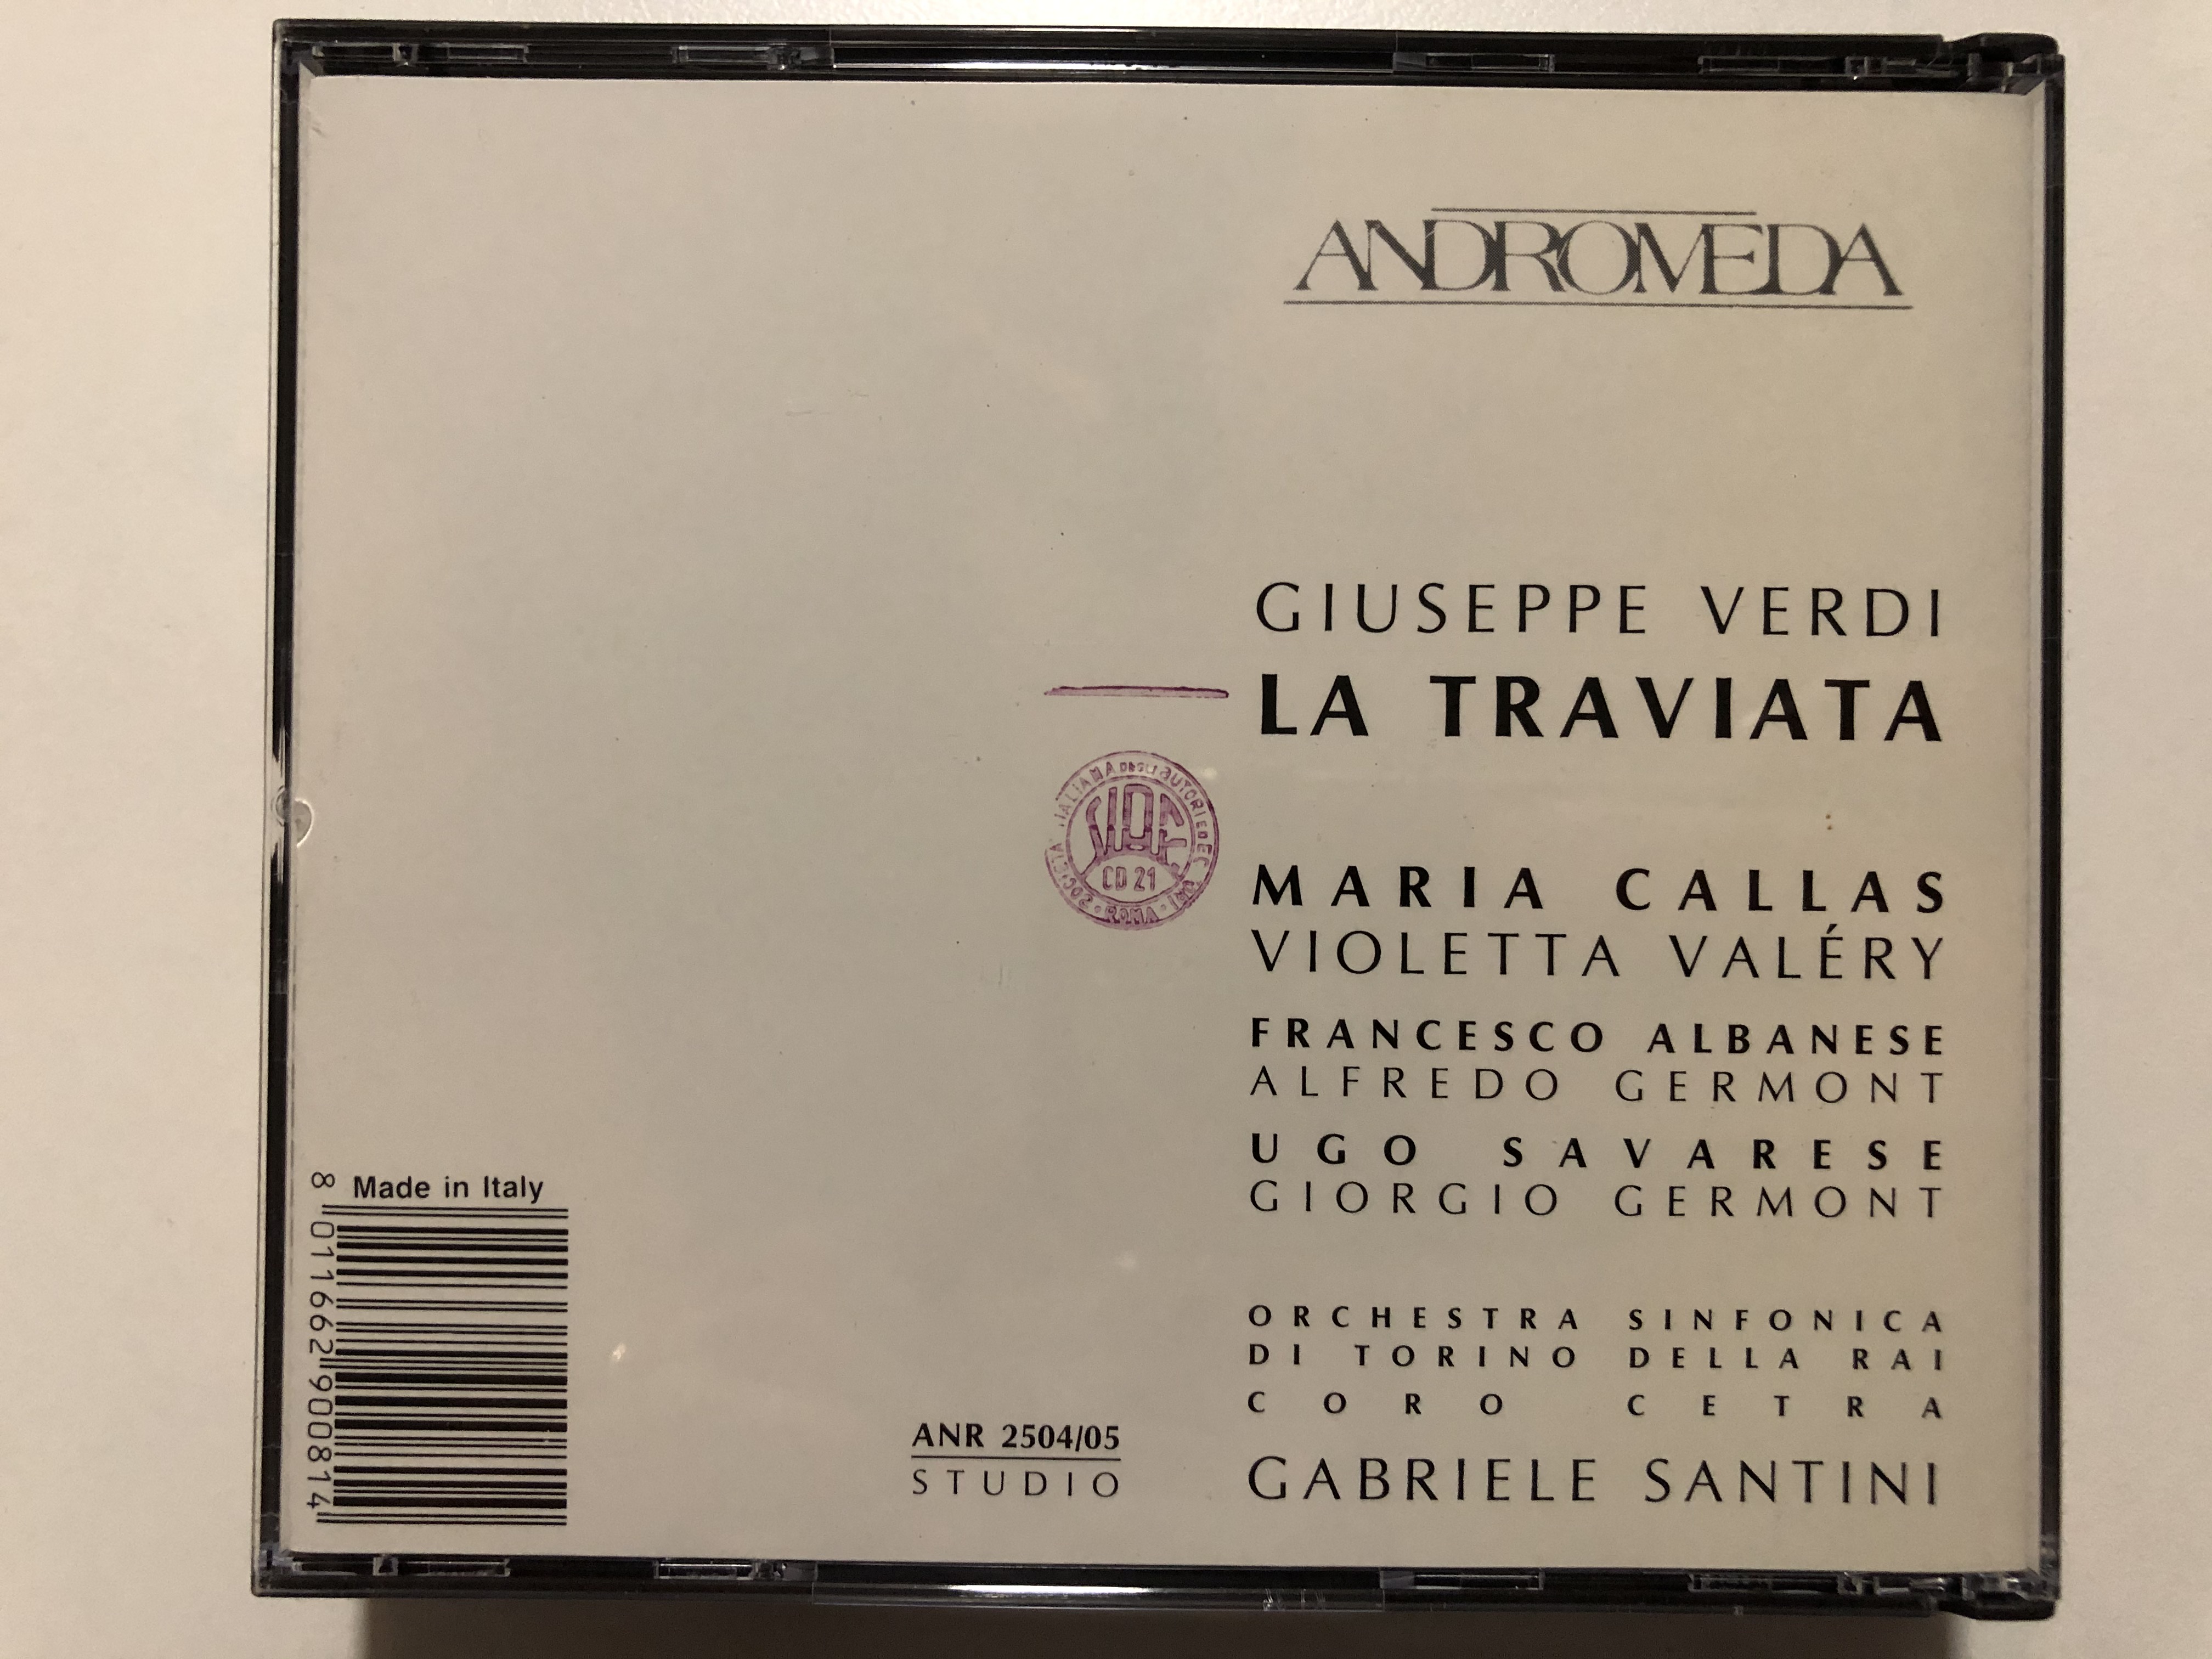 ANDROMEDA
GIUSEPPE VERDI
LA TRAVIATA
SIAE
CD 21
ROMA
MARIA CALLAS
VIOLETTA VALÉRY
FRANCESCO ALBANESE
ALFREDO GERMONT
UGO SAVARESE
GIORGIO GERMONT
ORCHESTRA SINFONICA
DI TORINO DELLA RAI
CORO CETRA
GABRIELE SANTINI
ANR 2504/05
STUDIO
Made in Italy
8 011662 900814